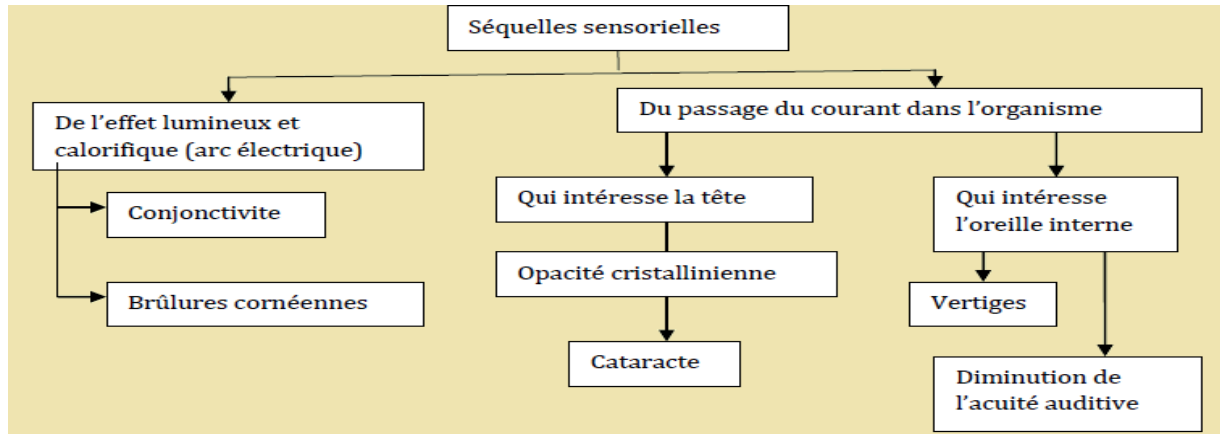 Séquelles sensorielles
De l'effet lumineux et
calorifique (arc électrique)
Conjonctivite
Brûlures cornéennes
Du passage du courant dans l'organisme
Qui intéresse la tête
Opacité cristallinienne
Cataracte
Qui intéresse
l'oreille interne
Vertiges
Diminution de
l'acuité auditive